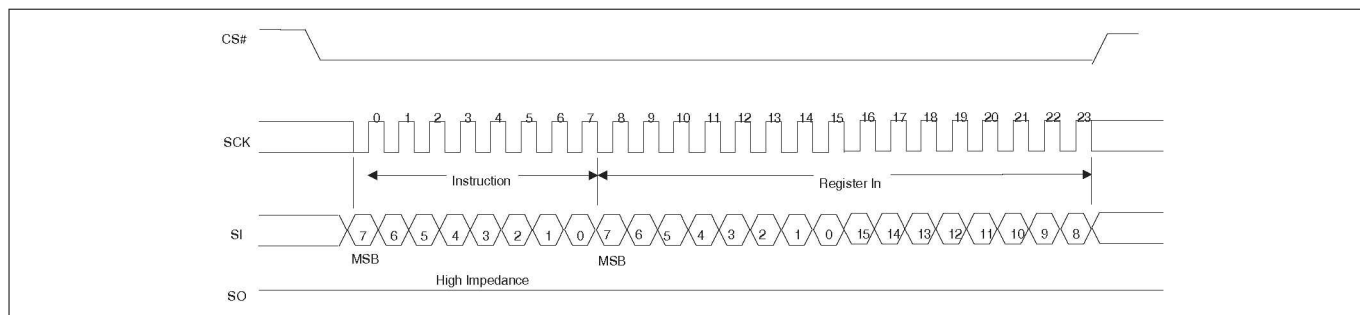 CS#
0 1 2 3 4 5 6 7 8 9 10 11 12 13 14 15 16 17 18 19 20 21 22 23
SCK
Instruction Register In
SI 7 6 5 4 3 2 1 0 7 6 5 4 3 2 1 0 15 14 13 12 11 10 9 8
MSB MSB
High Impedance
SO